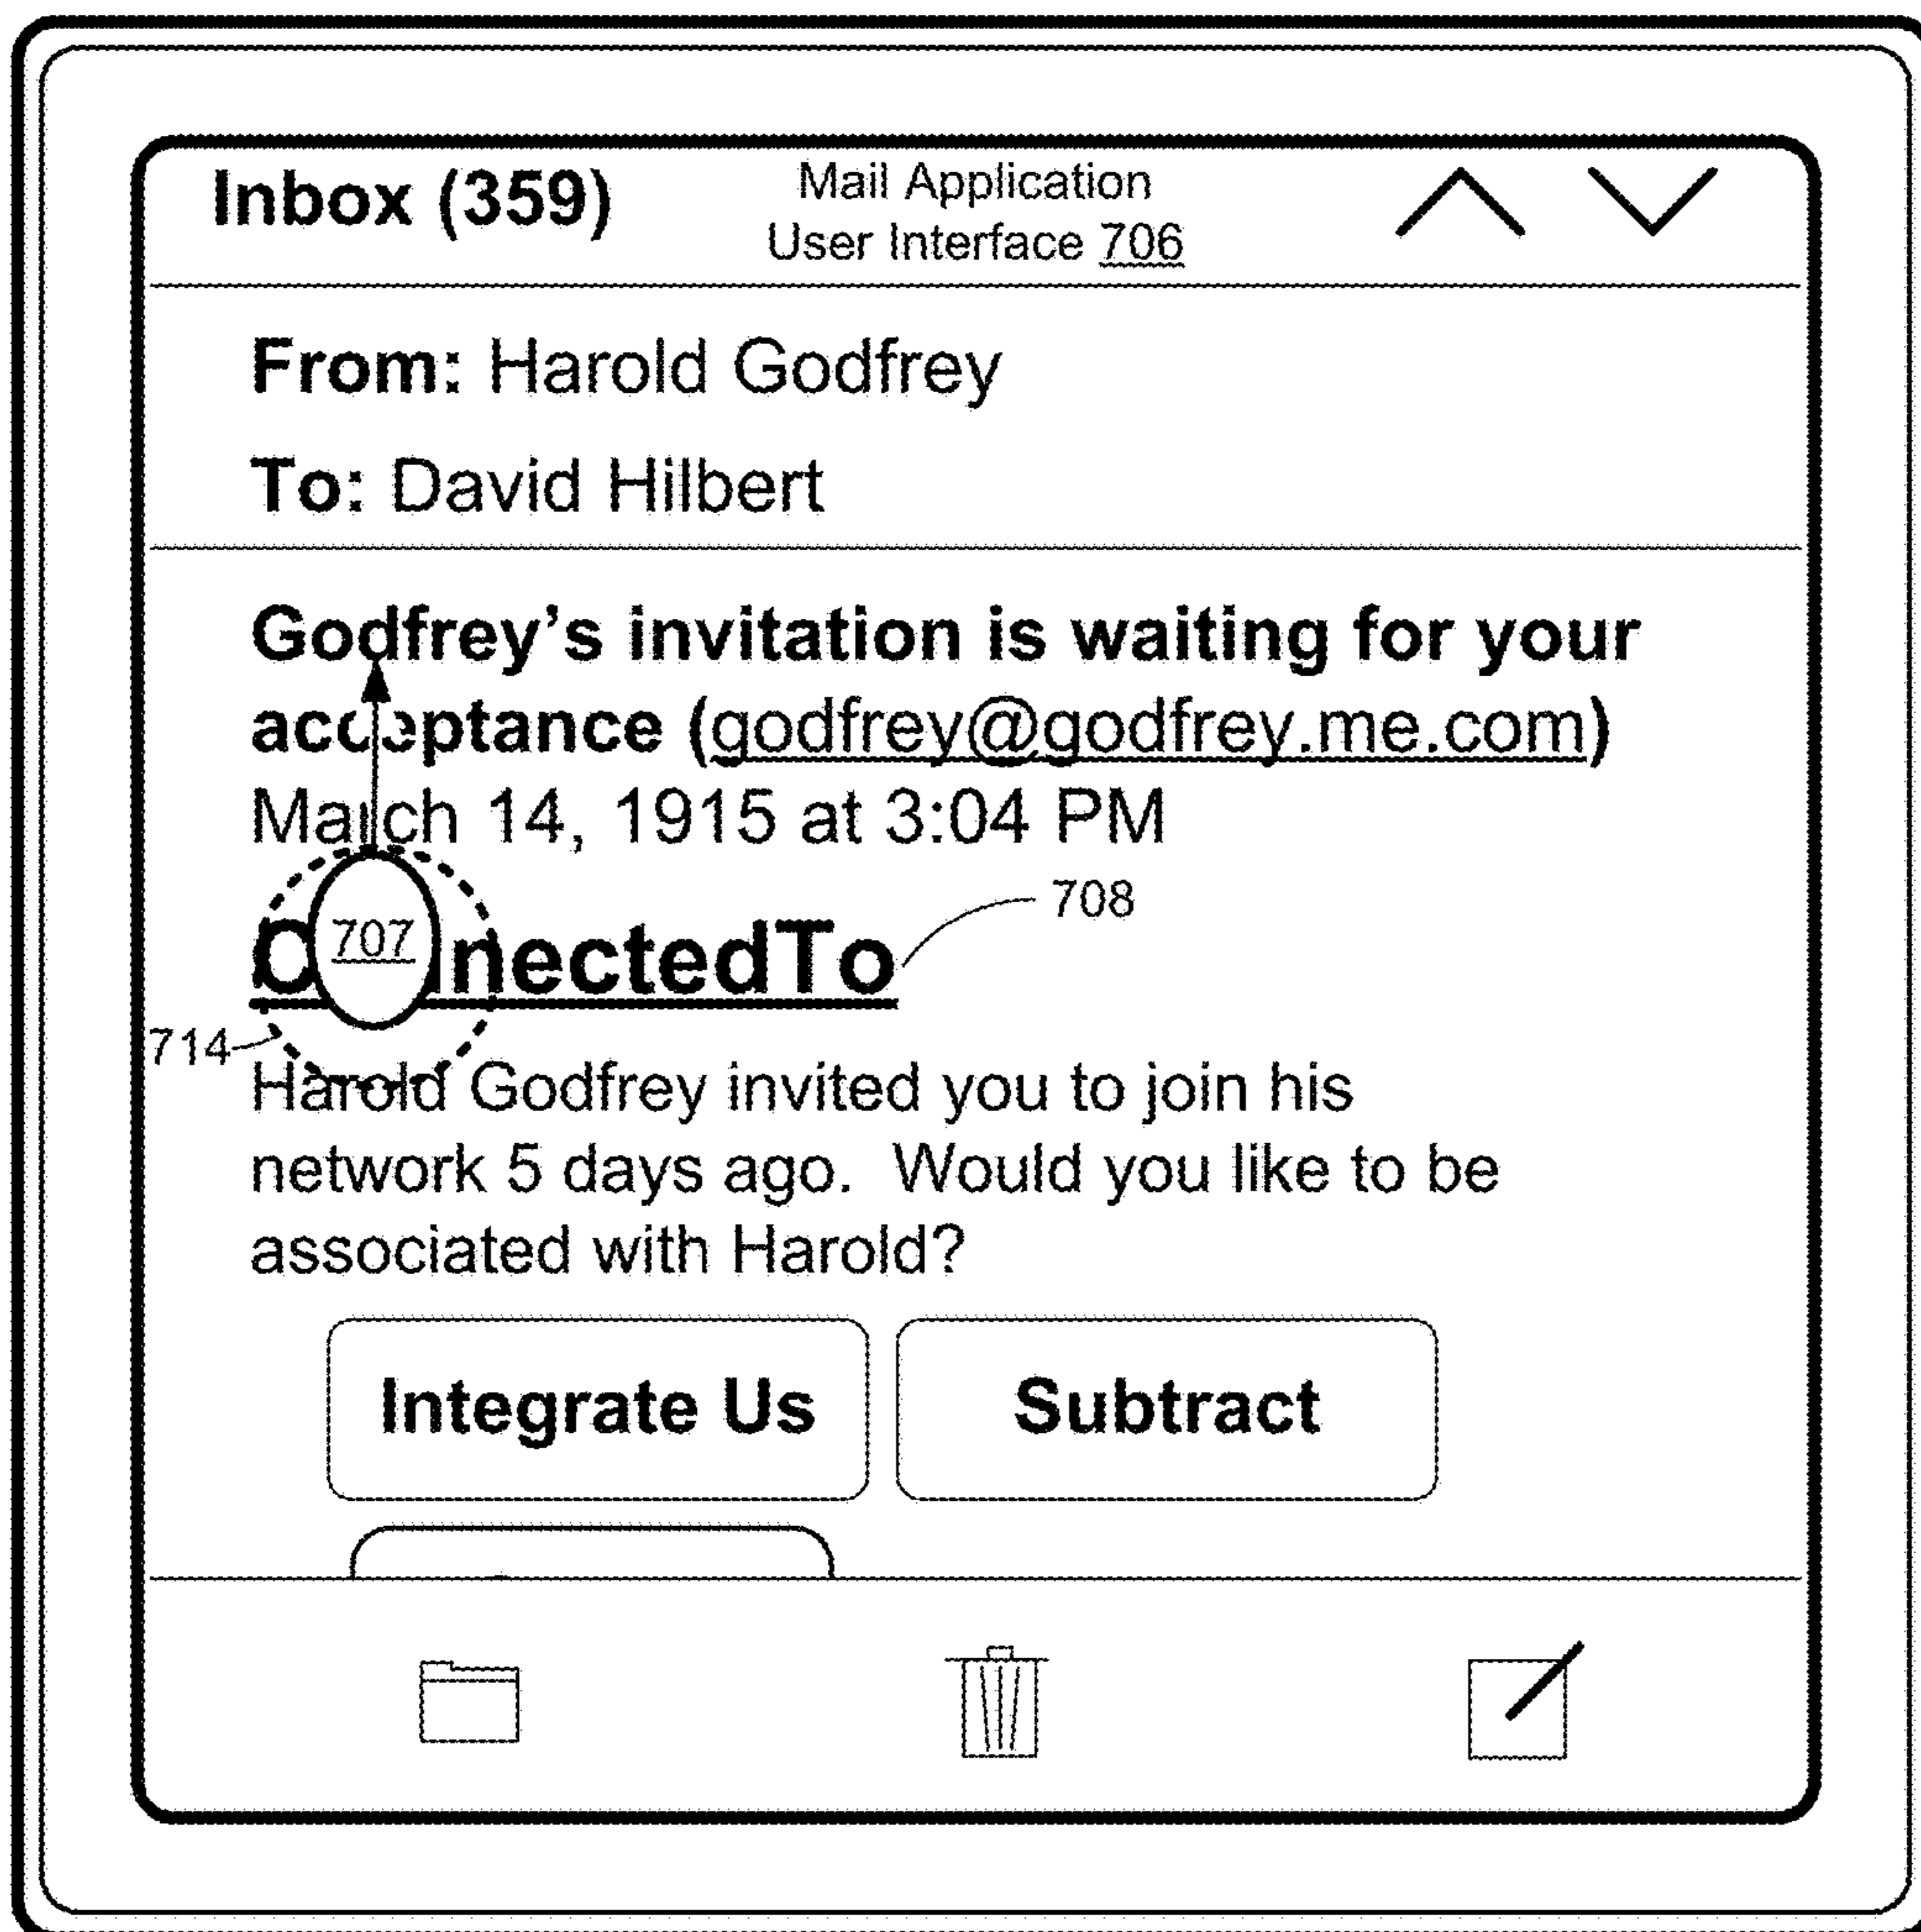 Inbox (359)
Mail Application
User Interface 706
From: Harold Godfrey
To: David Hilbert
Godfrey's invitation is waiting for your
acceptance (godfrey@godfrey.me.com)
March 14, 1915 at 3:04 PM
708
707
ConnectedTo
714
Harold Godfrey invited you to join his
network 5 days ago. Would you like to be
associated with Harold?
Integrate Us
Subtract